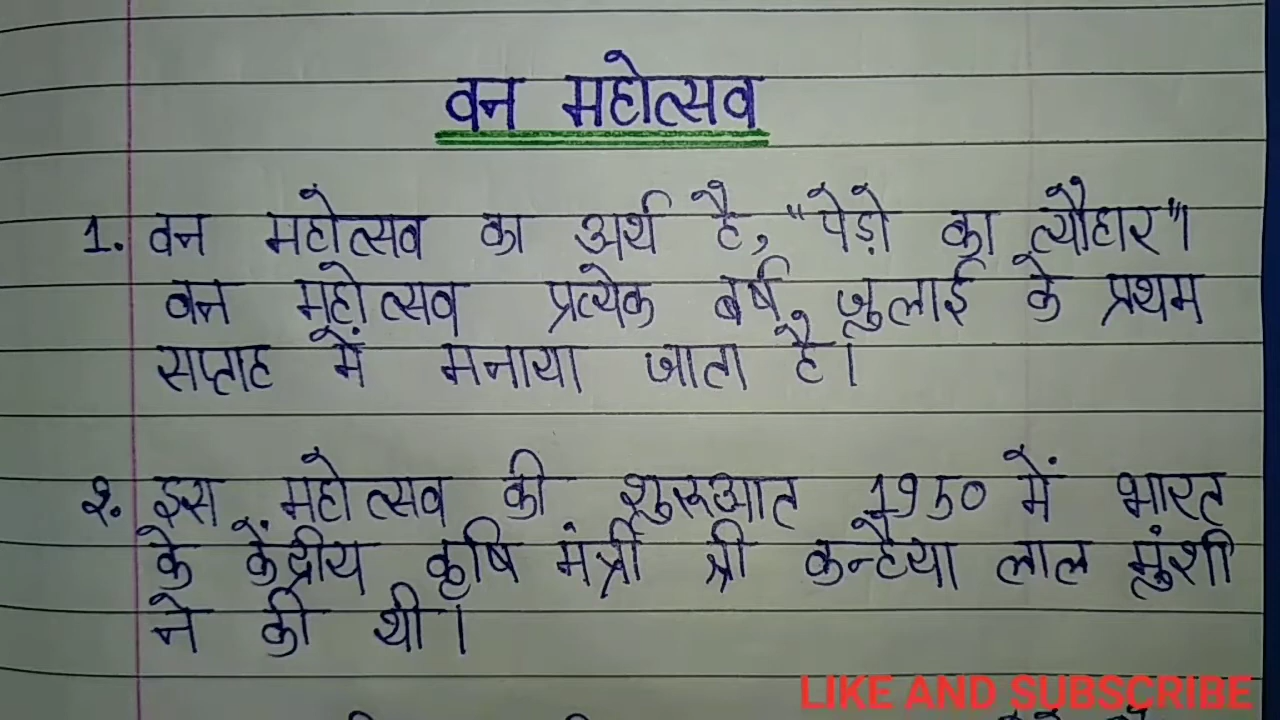 वन महोत्सव
1. वन महोत्सव का अर्थ है, "पेड़ो का त्यौहार"।
वन महोत्सव प्रत्येक बर्ष जुलाई के प्रथम
सप्ताह में मनाया जाता है।
२. इस महोत्सव की शुरूआत 1950 में भारत
के केंद्रीय कृषि मंत्री श्री कन्हैया लाल मुंशी
ने की थी।
LIKE AND SUBSCRIBE